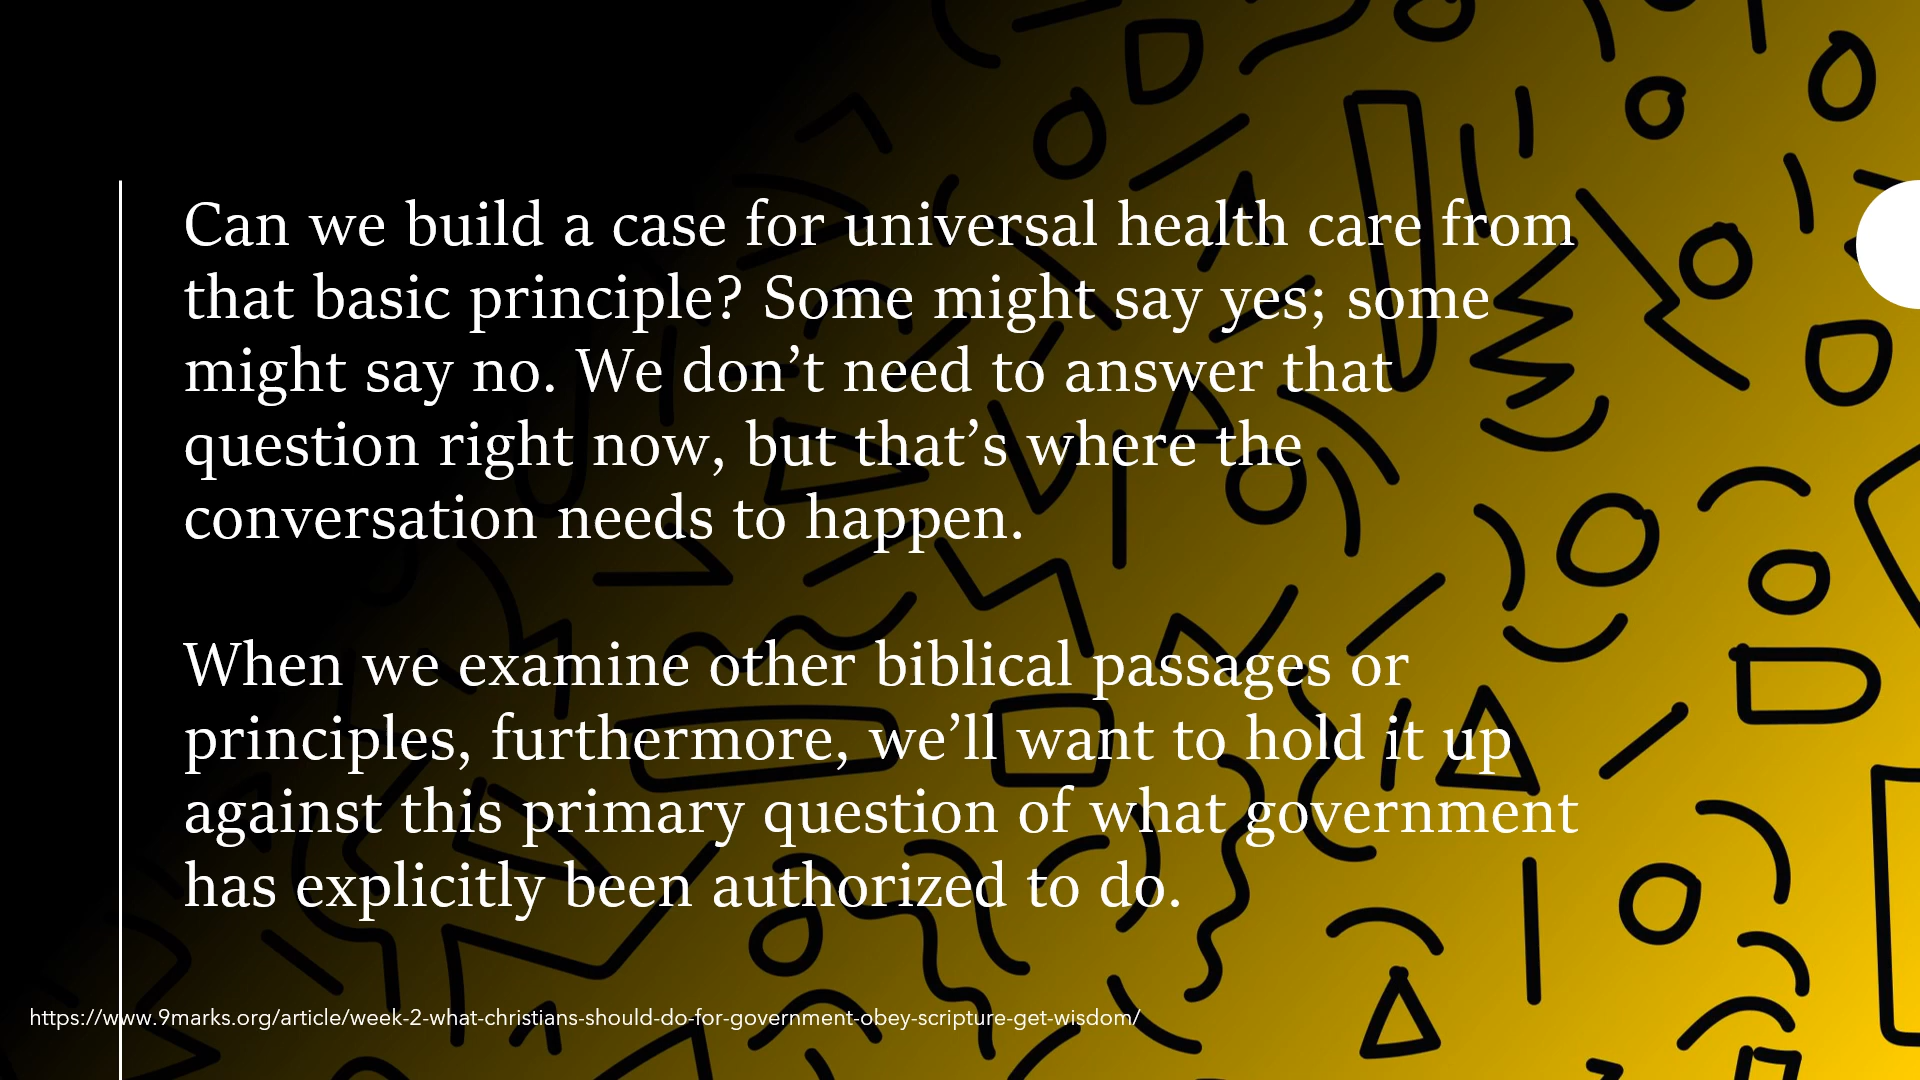 Can we build a case for universal health care from
that basic principle? Some might say yes; some
might say no. We don’t need to answer that
question right now, but that’s where the
conversation needs to happen.
When we examine other biblical passages or
principles, furthermore, we’ll want to hold it up
against this primary question of what government
has explicitly been authorized to do.
https://www.9marks.org/article/week-2-what-christians-should-do-for-government-obey-scripture-get-wisdom/